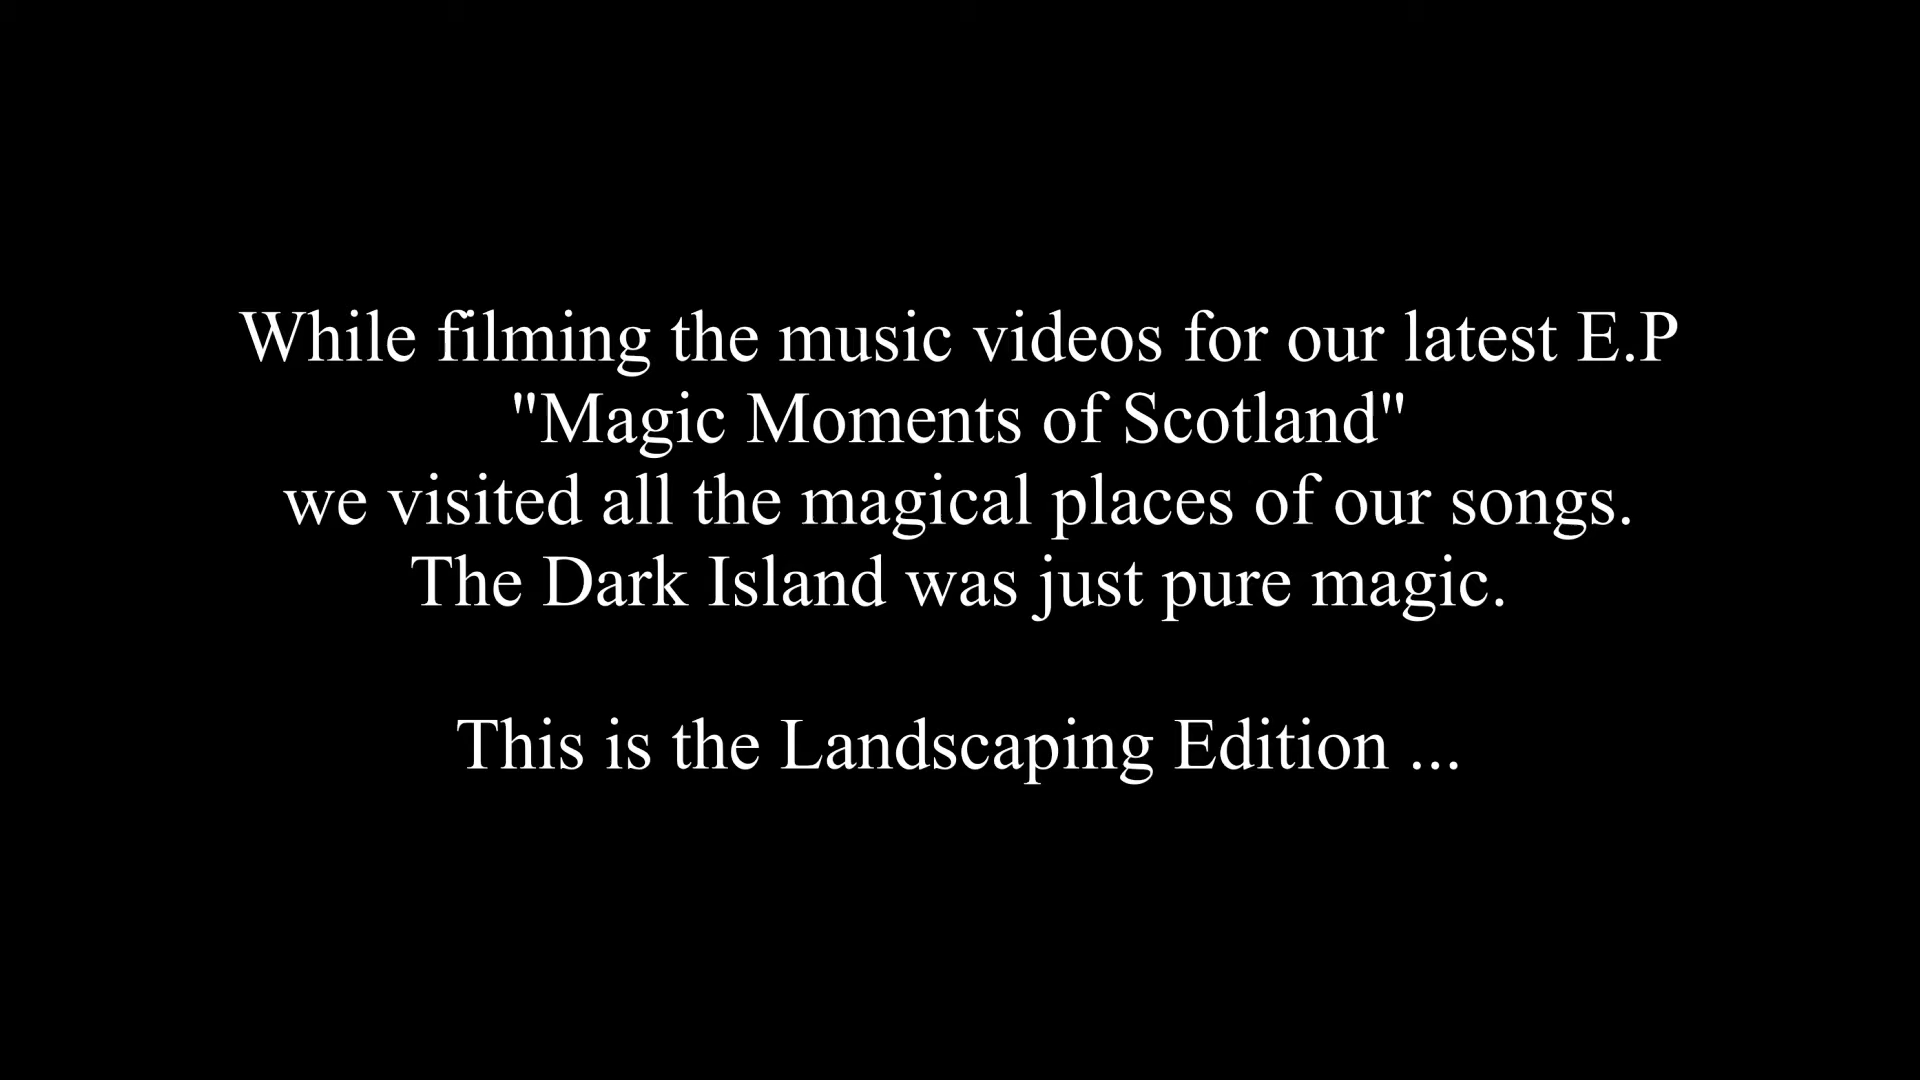 While filming the music videos for our latest E.P
"Magic Moments of Scotland"
we visited all the magical places of our songs.
The Dark Island was just pure magic.
This is the Landscaping Edition ...